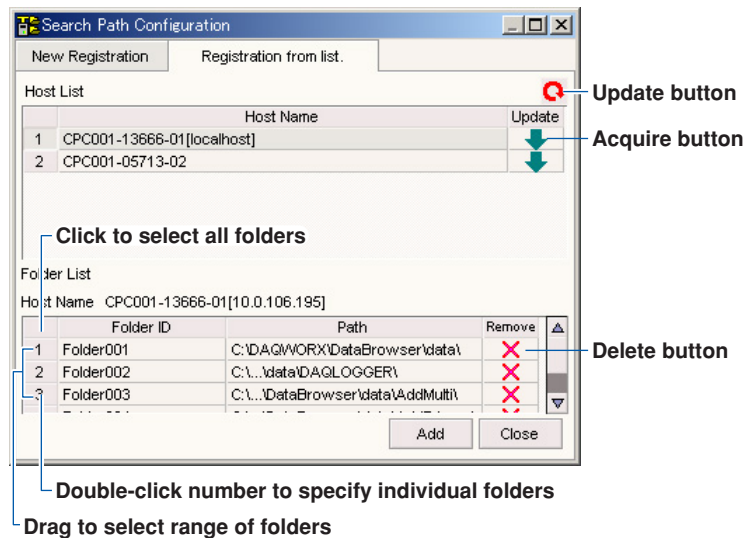 Search Path Configuration
New Registration Registration from list.
Host List
Update button
Host Name Update
Acquire button
1 CPC001-13666-01[localhost]
2 CPC001-05713-02
Click to select all folders
Folder List
Host Name CPC001-13666-01[10.0.106.195]
Folder ID Path Remove
1 Folder001 C:\DAQWORX\DataBrowser\data\
Delete button
2 Folder002 C:\...\data\DAQLOGGER\
3 Folder003 C:\...\DataBrowser\data\AddMulti\
Add Close
Double-click number to specify individual folders
Drag to select range of folders